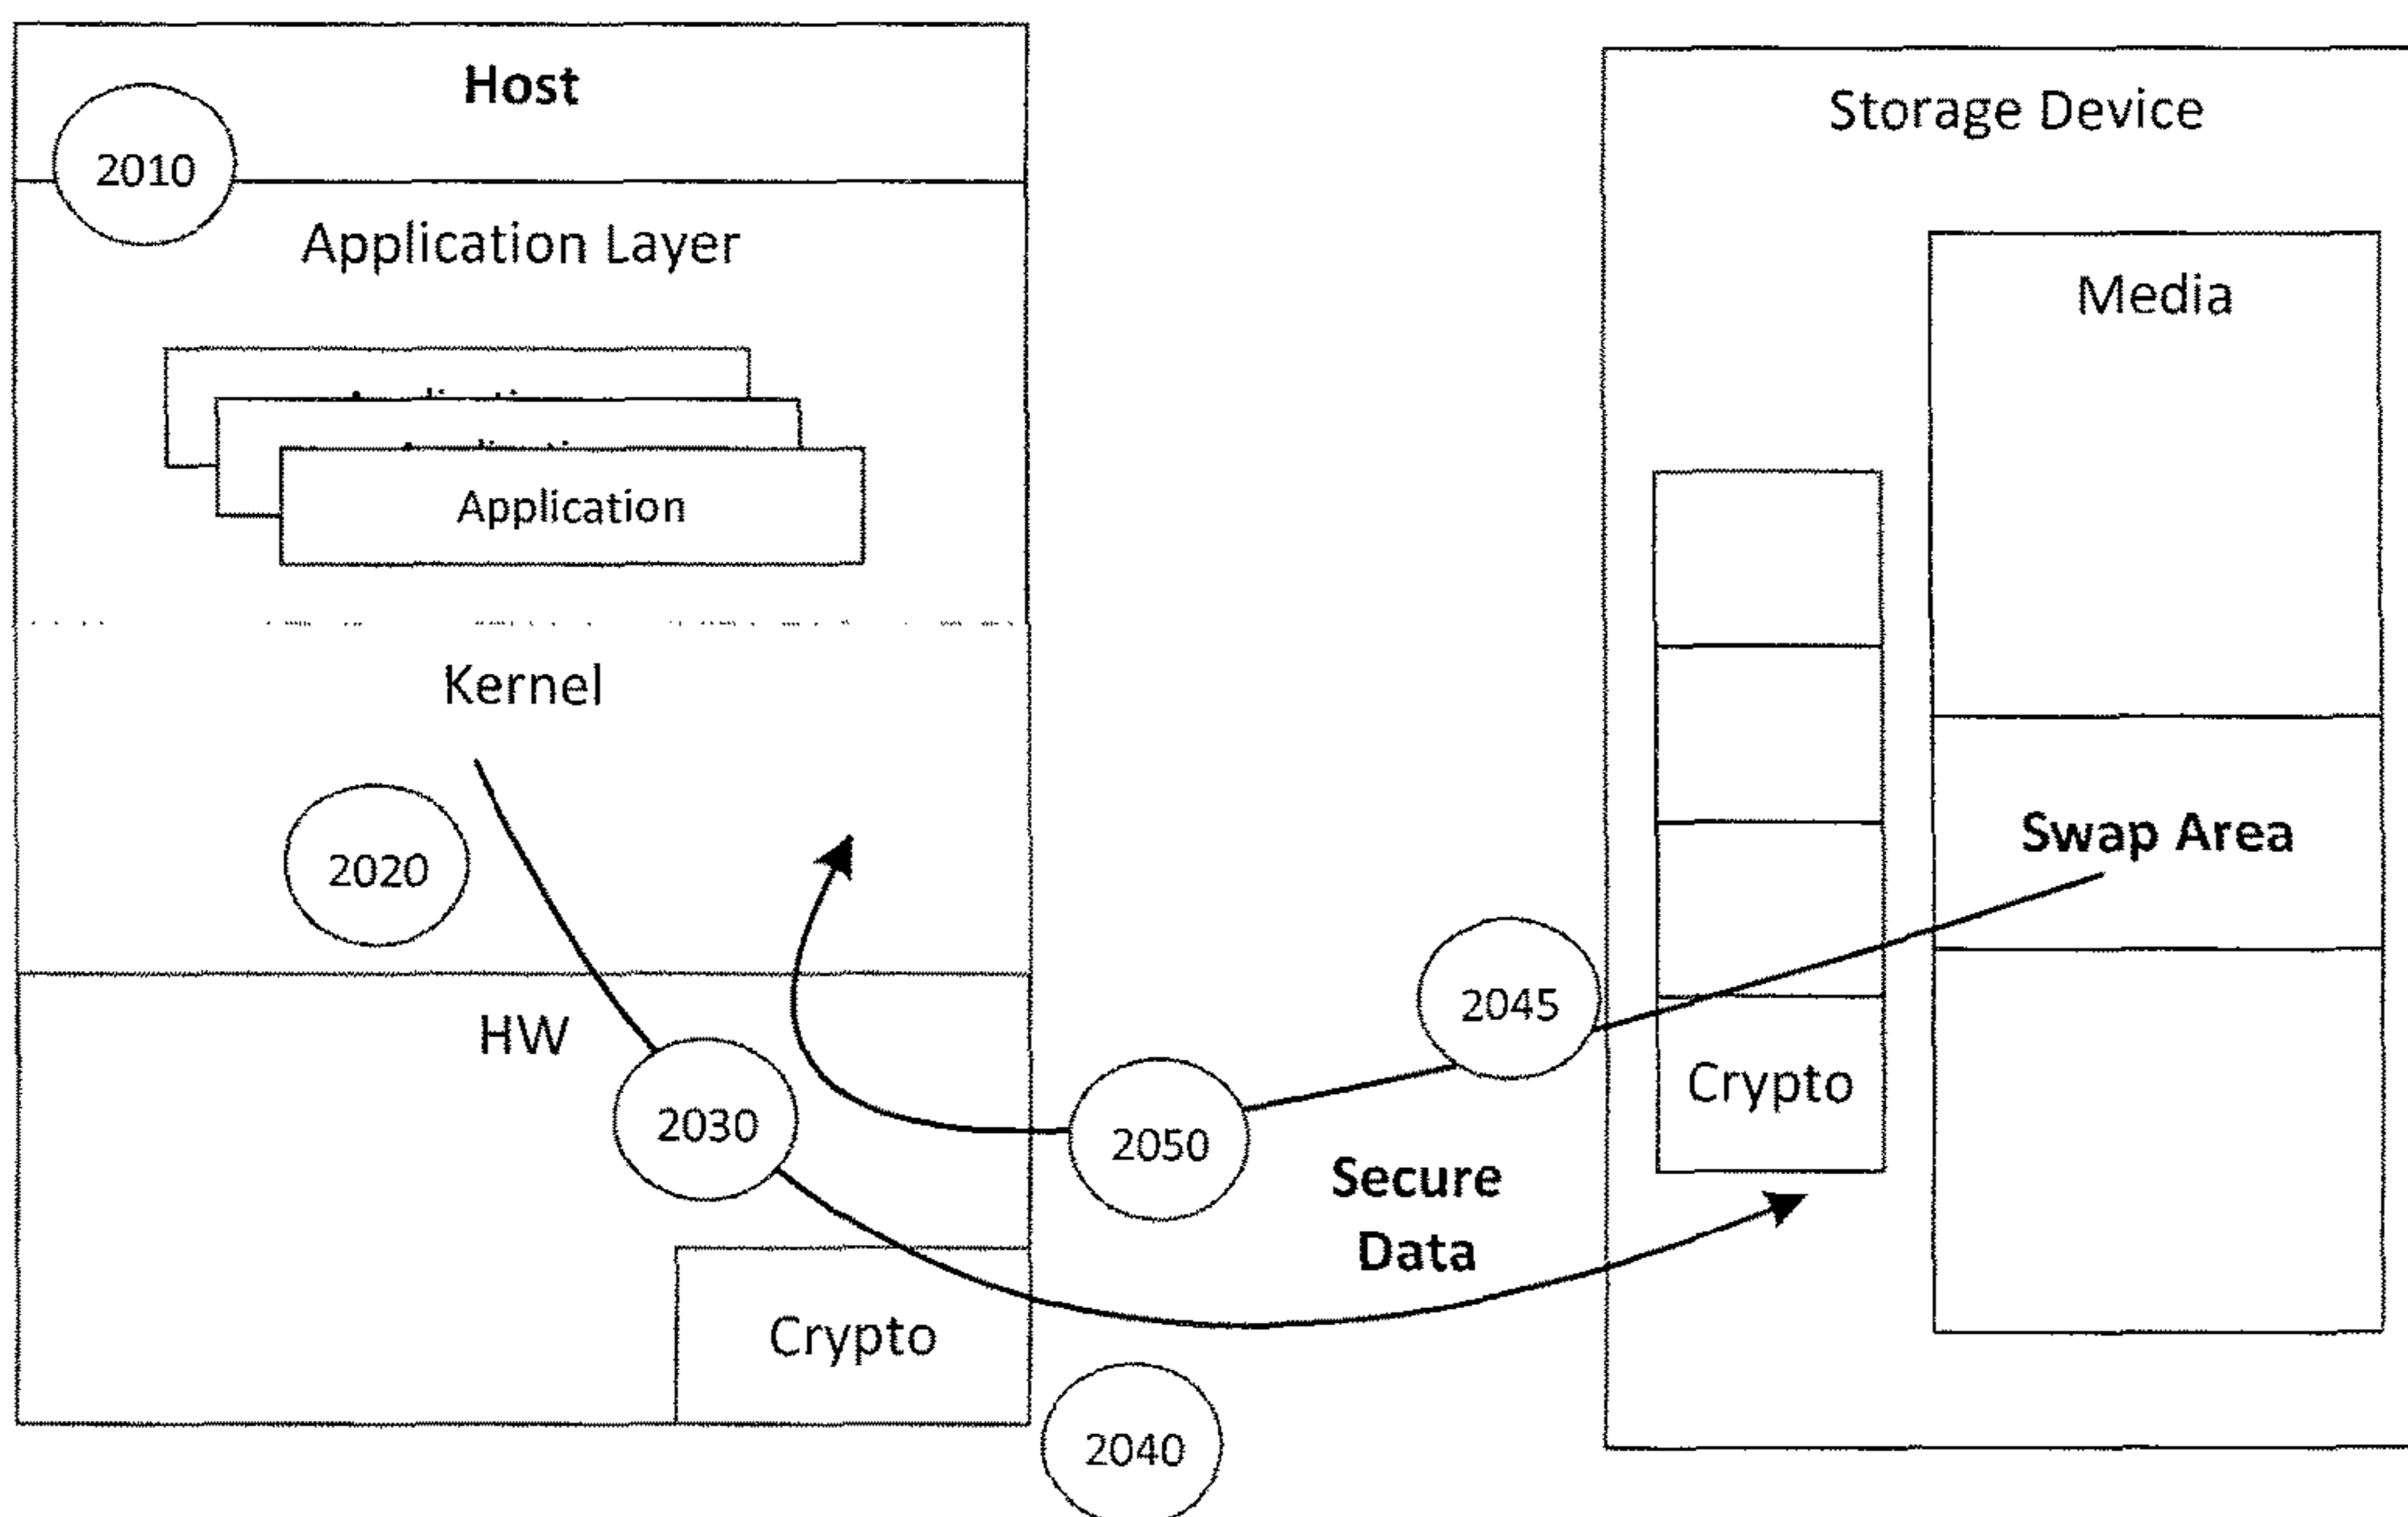 Host
2010
Application Layer
Application
Kernel
2020
HW
2030
Crypto
2040
2050
2045
Secure
Data
Storage Device
Media
Swap Area
Crypto